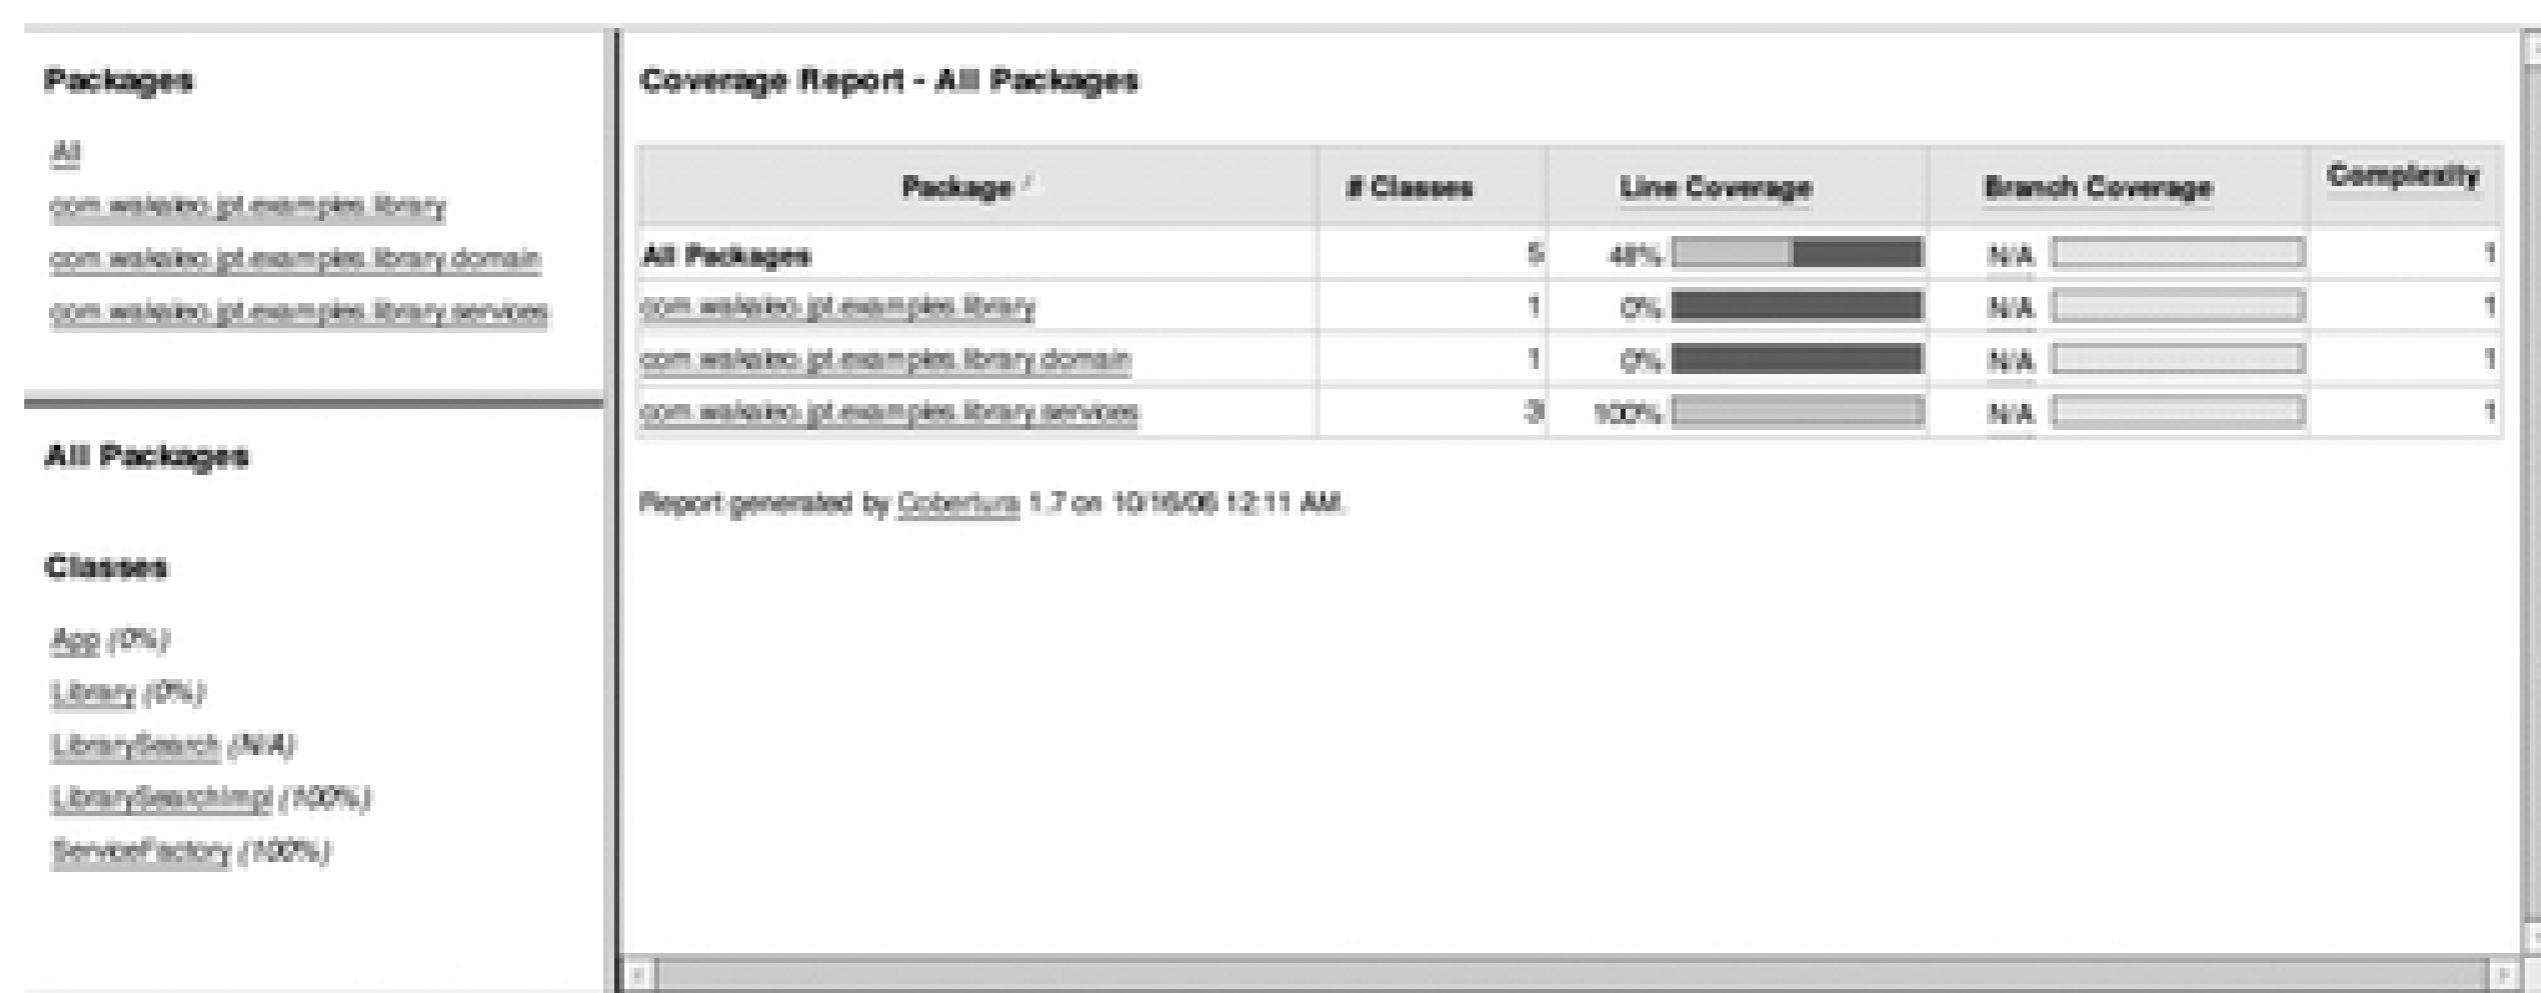 Packages
All
com.wakaleo.jpt.examples.library
com.wakaleo.jpt.examples.library.domain
com.wakaleo.jpt.examples.library.services
All Packages
Classes
App (0%)
Library (0%)
LibrarySearch (N/A)
LibrarySearchImpl (100%)
ServiceFactory (100%)
Coverage Report - All Packages
Package / # Classes Line Coverage Branch Coverage Complexity
All Packages 5 48% N/A 1
com.wakaleo.jpt.examples.library 1 0% N/A 1
com.wakaleo.jpt.examples.library.domain 1 0% N/A 1
com.wakaleo.jpt.examples.library.services 3 100% N/A 1
Report generated by Cobertura 1.7 on 10/16/06 12:11 AM.